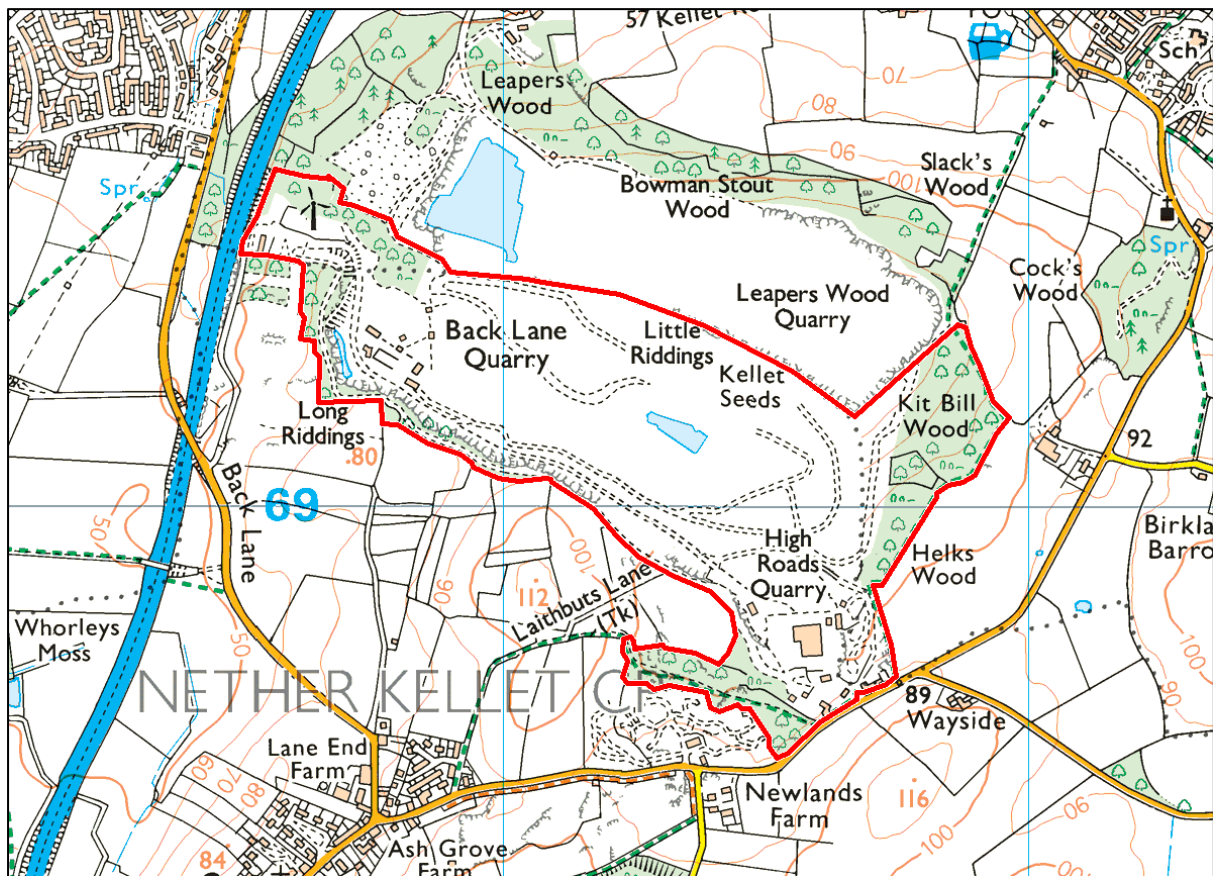 57 Kellet
Sch
70
Leapers
Wood
80
90
100
Slack's
Wood
Bowman Stout
Wood
Spr
Spr
Cock's
Wood
Leapers Wood
Quarry
Back Lane
Quarry
Little
Riddings
Kellet
Seeds
Kit Bill
Wood
Long
Riddings
.80
92
69
50
Back Lane
90
100
High
Roads
Quarry
Helks
Wood
Birkla
Barro
112
Laithbuts Lane
(Tk)
Whorleys
Moss
50
100
90
NETHER KELLET CP
89
Wayside
Lane End
Farm
60
70
80
Newlands
Farm
116
100
90
100
84
Ash Grove
Farm